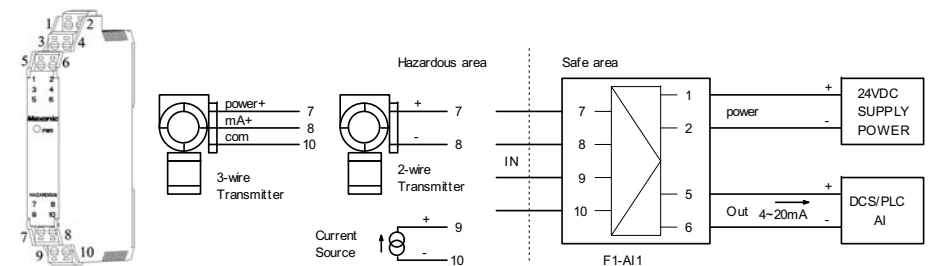 1 2
3 4
5 6
1 2
3 4
5 6
Maxonic
PWR
HAZARDOUS
7 8
9 10
7 8
9 10
power+ 7
mA+ 8
com 10
3-wire
Transmitter
Hazardous area
+ 7
- 8
2-wire
Transmitter
Current
Source
+ 9
- 10
Safe area
IN
7
8
9
10
1
2
5
6
F1-AI1
power
+
-
24VDC
SUPPLY
POWER
Out 4~20mA
+
-
DCS/PLC
AI